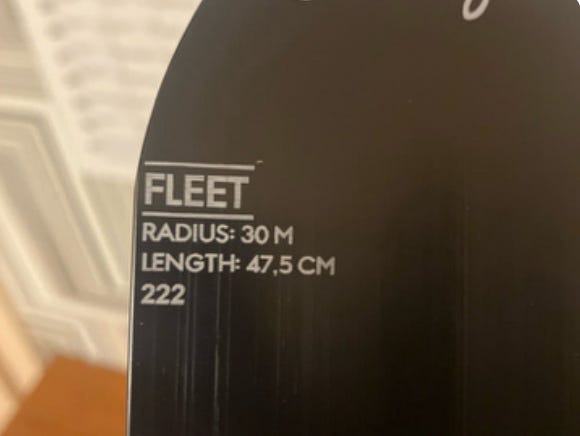 FLEET
RADIUS: 30 M
LENGTH: 47,5 CM
222